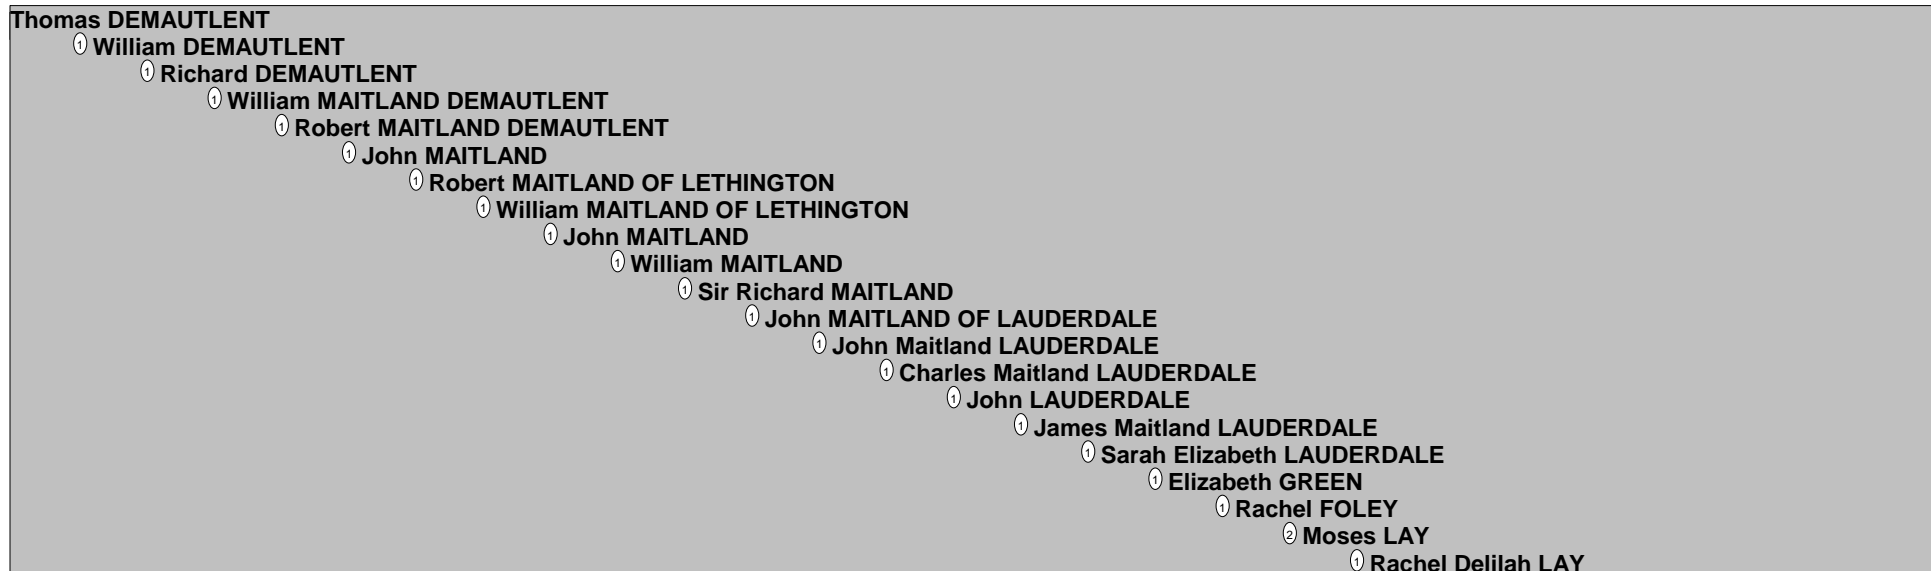 Thomas DEMAUTLENT
1 William DEMAUTLENT
1 Richard DEMAUTLENT
1 William MAITLAND DEMAUTLENT
1 Robert MAITLAND DEMAUTLENT
1 John MAITLAND
1 Robert MAITLAND OF LETHINGTON
1 William MAITLAND OF LETHINGTON
1 John MAITLAND
1 William MAITLAND
1 Sir Richard MAITLAND
1 John MAITLAND OF LAUDERDALE
1 John Maitland LAUDERDALE
1 Charles Maitland LAUDERDALE
1 John LAUDERDALE
1 James Maitland LAUDERDALE
1 Sarah Elizabeth LAUDERDALE
1 Elizabeth GREEN
1 Rachel FOLEY
2 Moses LAY
1 Rachel Delilah LAY